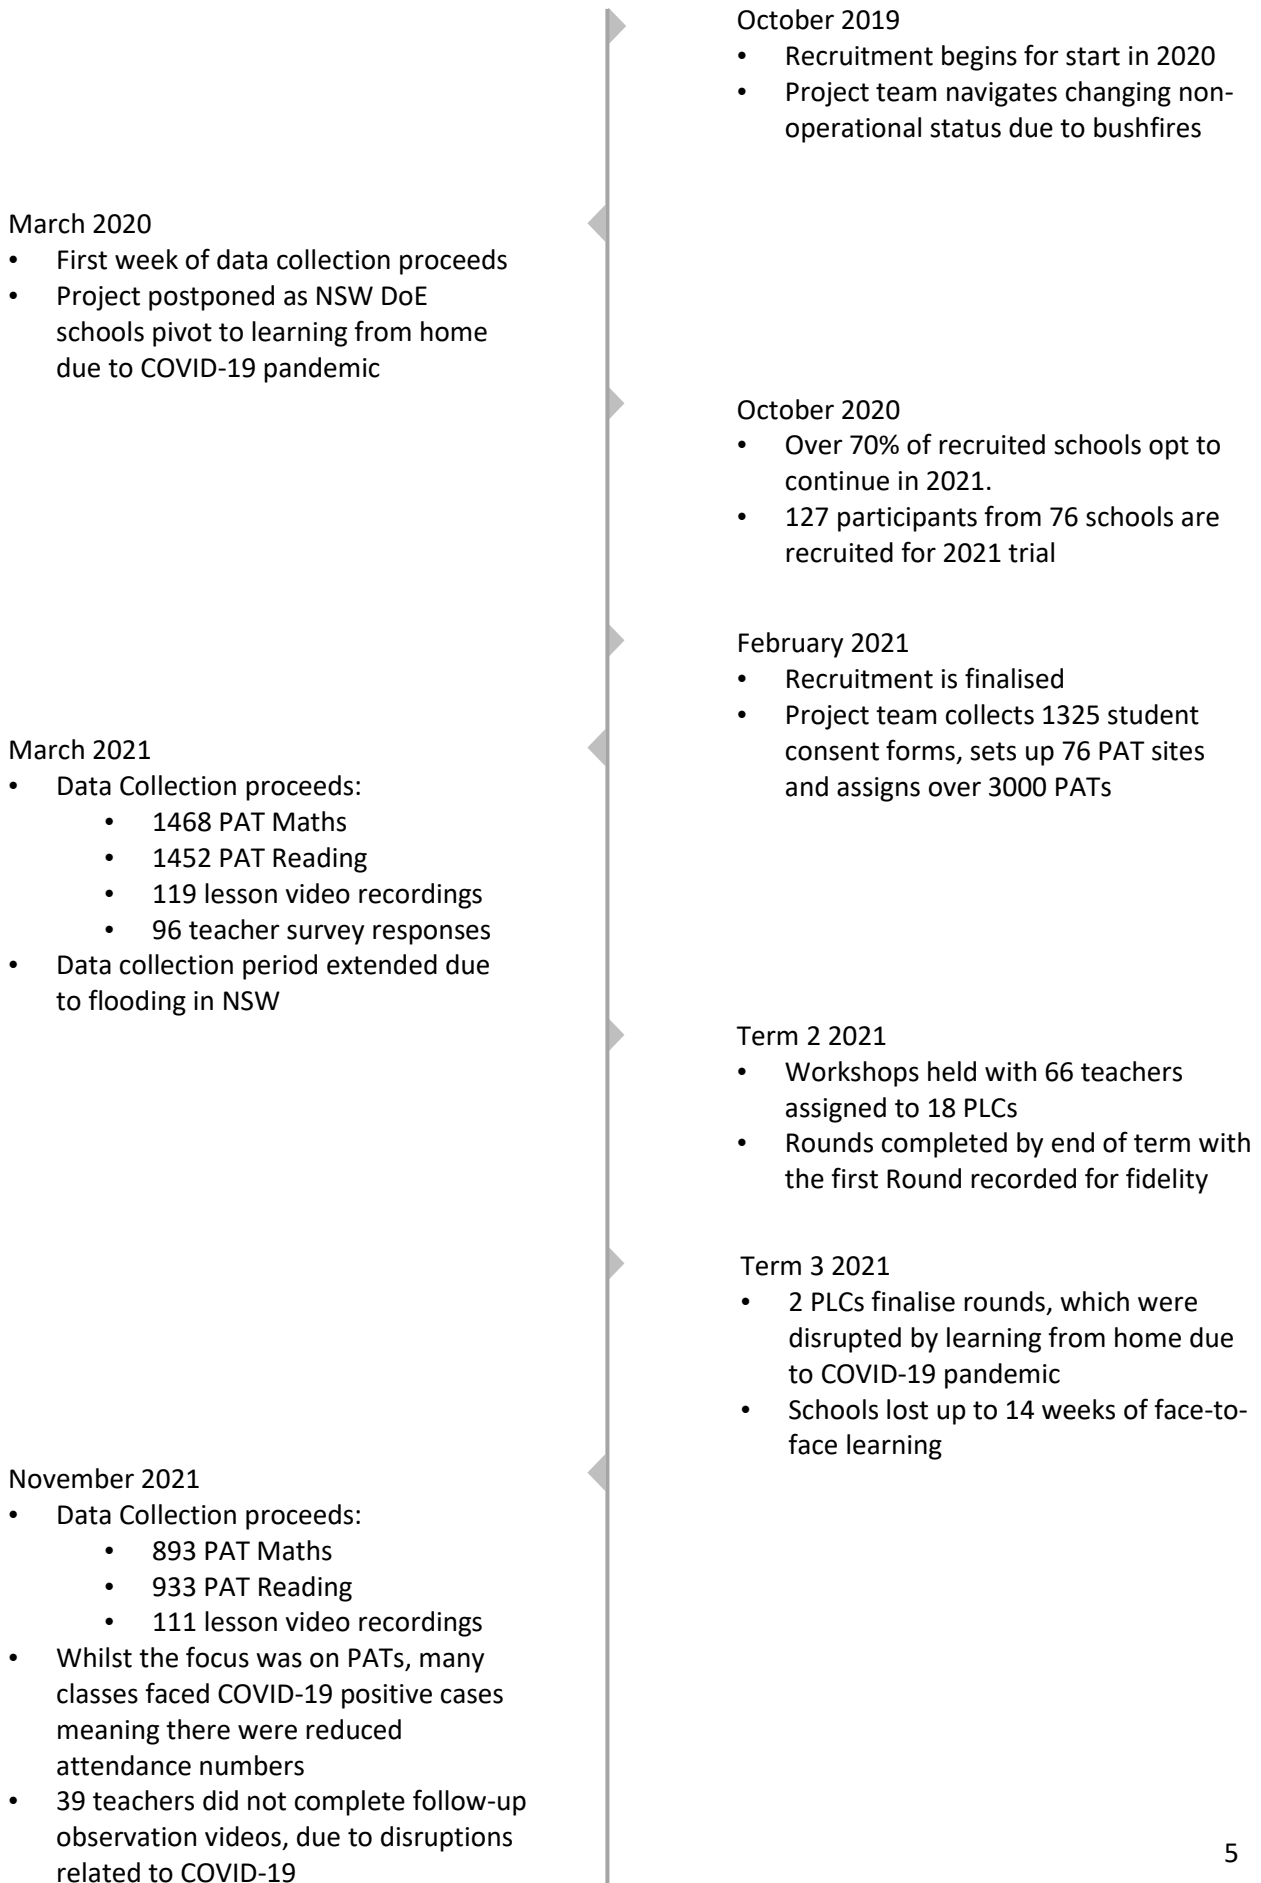 October 2019
• Recruitment begins for start in 2020
• Project team navigates changing non-
operational status due to bushfires
March 2020
• First week of data collection proceeds
• Project postponed as NSW DoE
schools pivot to learning from home
due to COVID-19 pandemic
October 2020
• Over 70% of recruited schools opt to
continue in 2021.
• 127 participants from 76 schools are
recruited for 2021 trial
February 2021
• Recruitment is finalised
• Project team collects 1325 student
consent forms, sets up 76 PAT sites
and assigns over 3000 PATs
March 2021
• Data Collection proceeds:
• 1468 PAT Maths
• 1452 PAT Reading
• 119 lesson video recordings
• 96 teacher survey responses
• Data collection period extended due
to flooding in NSW
Term 2 2021
• Workshops held with 66 teachers
assigned to 18 PLCs
• Rounds completed by end of term with
the first Round recorded for fidelity
Term 3 2021
• 2 PLCs finalise rounds, which were
disrupted by learning from home due
to COVID-19 pandemic
• Schools lost up to 14 weeks of face-to-
face learning
November 2021
• Data Collection proceeds:
• 893 PAT Maths
• 933 PAT Reading
• 111 lesson video recordings
• Whilst the focus was on PATs, many
classes faced COVID-19 positive cases
meaning there were reduced
attendance numbers
• 39 teachers did not complete follow-up
observation videos, due to disruptions
related to COVID-19
5